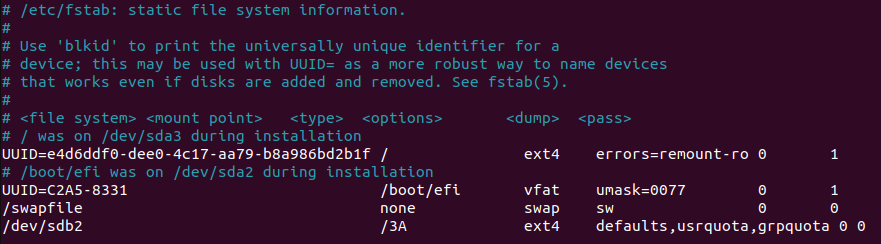 # /etc/fstab: static file system information.
#
# Use 'blkid' to print the universally unique identifier for a
# device; this may be used with UUID= as a more robust way to name devices
# that works even if disks are added and removed. See fstab(5).
#
# <file system> <mount point>   <type>  <options>       <dump>  <pass>
# / was on /dev/sda3 during installation
UUID=e4d6ddf0-dee0-4c17-aa79-b8a986bd2b1f /               ext4    errors=remount-ro 0       1
# /boot/efi was on /dev/sda2 during installation
UUID=C2A5-8331                            /boot/efi       vfat    umask=0077        0       1
/swapfile                                 none            swap    sw                0       0
/dev/sdb2                                 /3A             ext4    defaults,usrquota,grpquota 0 0